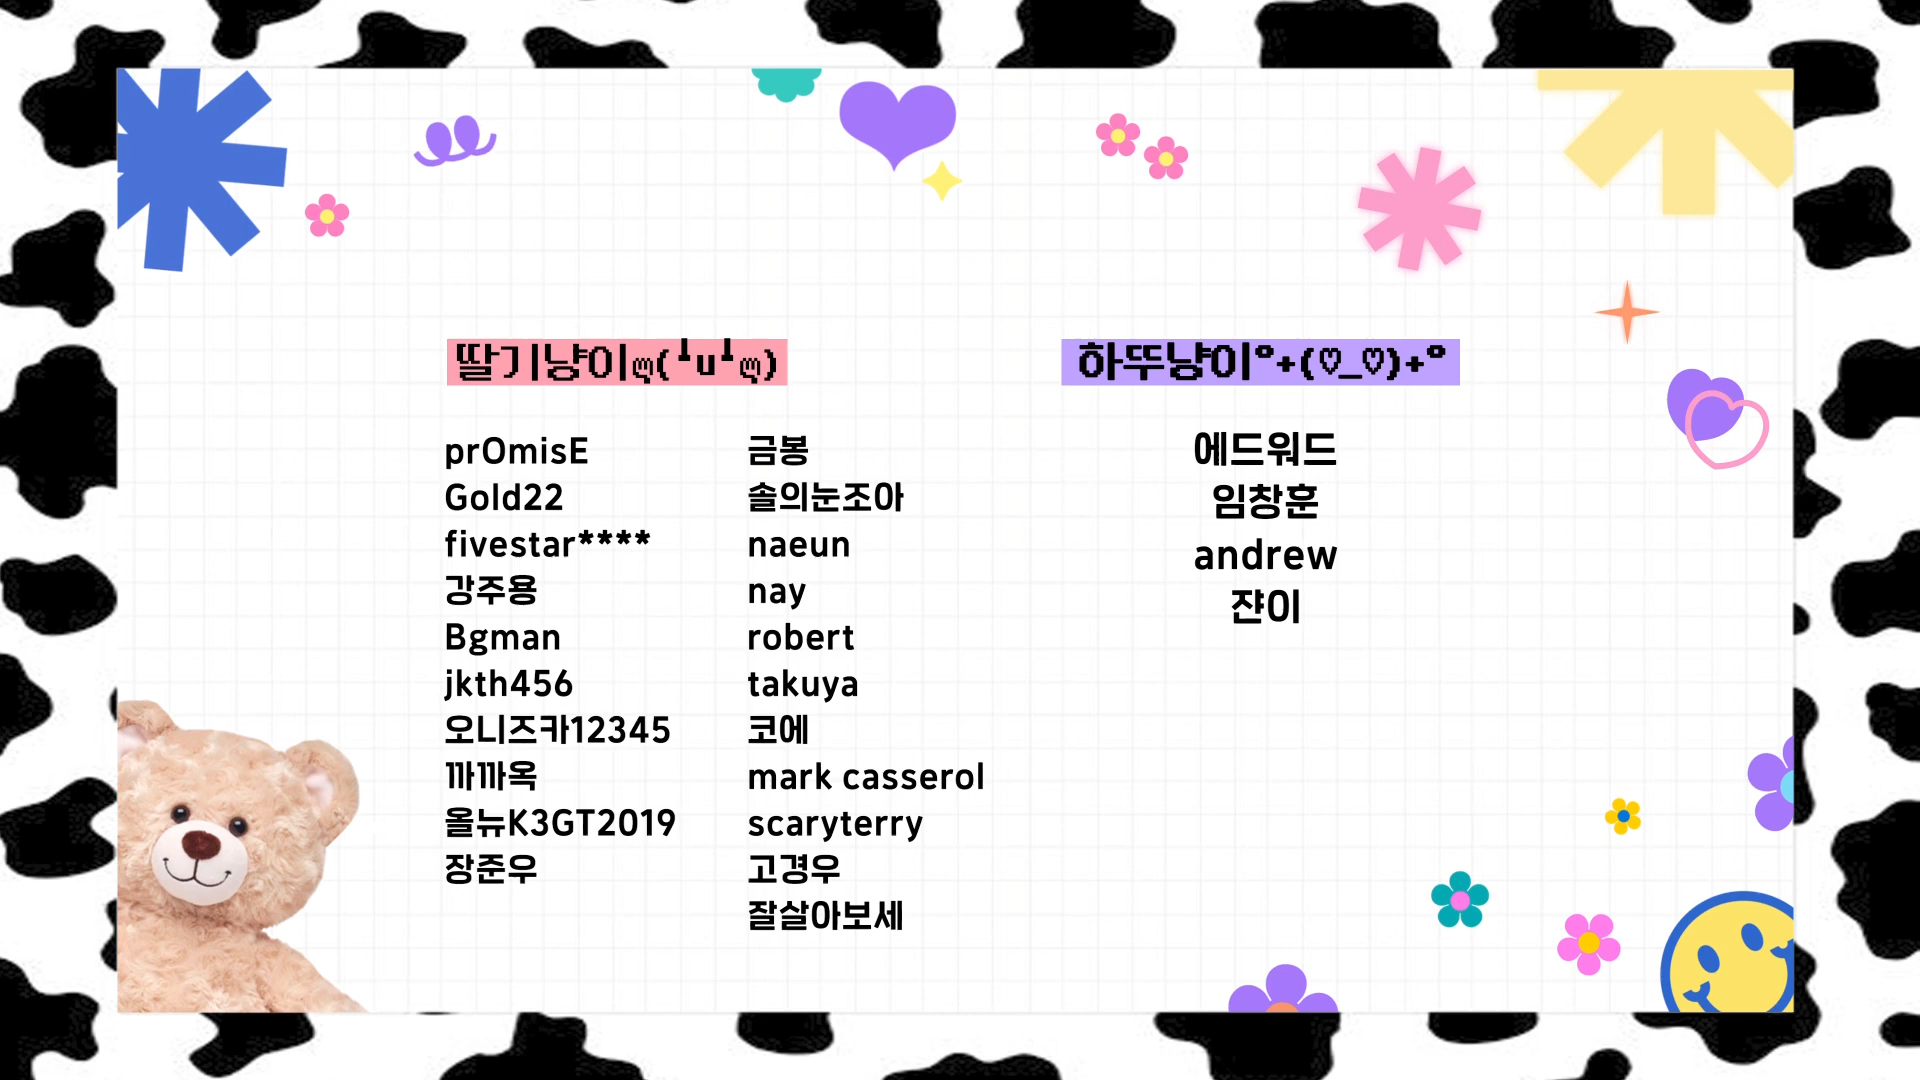 딸기냥이ღ(╹u╹ღ)
prOmisE
Gold22
fivestar****
강주용
Bgman
jkth456
오니즈카12345
까까옥
올뉴K3GT2019
장준우
금봉
솔의눈조아
naeun
nay
robert
takuya
코에
mark casserol
scaryterry
고경우
잘살아보세
하뚜냥이°+(♡_♡)+°
에드워드
임창훈
andrew
쟌이